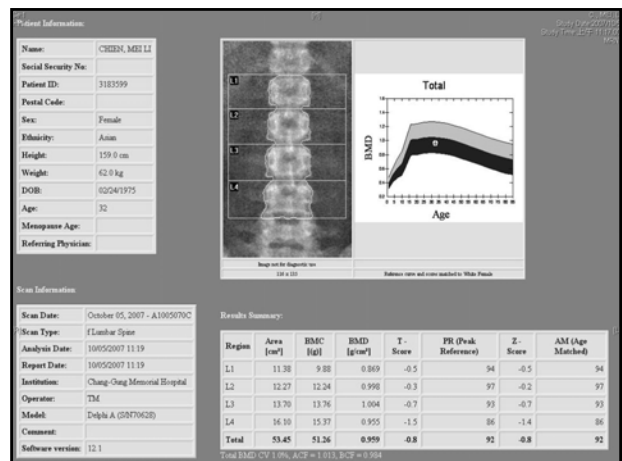 Patient Information:
Name: CHIEN, MEI LI
Social Security No:
Patient ID: 3183599
Postal Code:
Sex: Female
Ethnicity: Asian
Height: 159.0 cm
Weight: 62.0 kg
DOB: 02/24/1975
Age: 32
Menopause Age:
Referring Physician:
L1
L2
L3
L4
Image not for diagnostic use
Total
BMD
Age
Reference curve and scores matched to White Female
Scan Information
Scan Date: October 05, 2007 - A1005070C
Scan Type: f Lumbar Spine
Analysis Date: 10/05/2007 11:19
Report Date: 10/05/2007 11:19
Institution: Chang-Gung Memorial Hospital
Operator: TM
Model: Delphi A (S/N70628)
Comment:
Software version: 12.1
Results Summary:
Region Area [cm²] BMC [(g)] BMD [g/cm²] T - Score PR (Peak Reference) Z - Score AM (Age Matched)
L1 11.38 9.88 0.869 -0.5 94 -0.5 94
L2 12.27 12.24 0.998 -0.3 97 -0.2 97
L3 13.70 13.76 1.004 -0.7 93 -0.7 93
L4 16.10 15.37 0.955 -1.5 86 -1.4 86
Total 53.45 51.26 0.959 -0.8 92 -0.8 92
Total BMD CV 1.0%, ACF = 1.013, BCF = 0.984